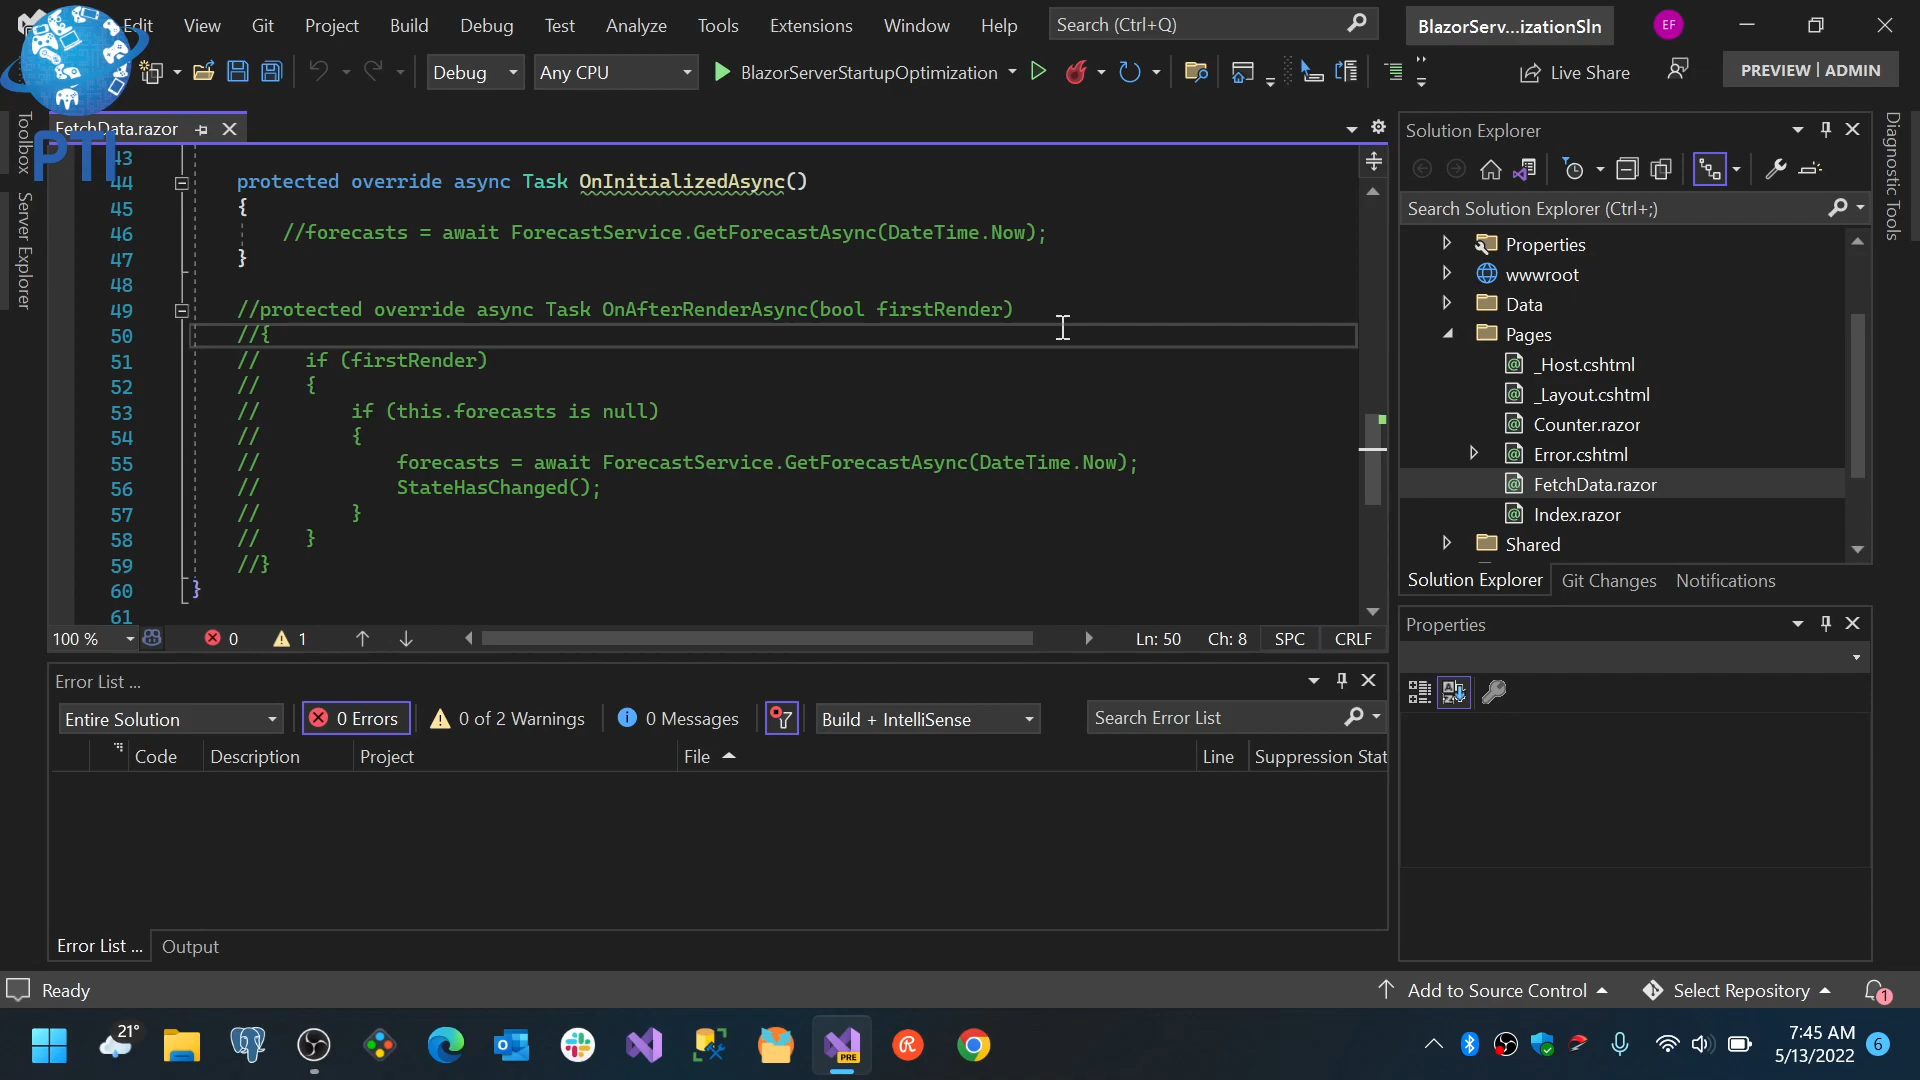 Edit View Git Project Build Debug Test Analyze Tools Extensions Window Help Search (Ctrl+Q) BlazorServ...izationSln EF
Debug Any CPU BlazorServerStartupOptimization Live Share PREVIEW | ADMIN
PTI
Toolbox
Server Explorer
FetchData.razor
43
44 protected override async Task OnInitializedAsync()
45 {
46 //forecasts = await ForecastService.GetForecastAsync(DateTime.Now);
47 }
48
49 //protected override async Task OnAfterRenderAsync(bool firstRender)
50 //{
51 // if (firstRender)
52 // {
53 // if (this.forecasts is null)
54 // {
55 // forecasts = await ForecastService.GetForecastAsync(DateTime.Now);
56 // StateHasChanged();
57 // }
58 // }
59 //}
60 }
61
100 % 0 1 Ln: 50 Ch: 8 SPC CRLF
Error List ...
Entire Solution 0 Errors 0 of 2 Warnings 0 Messages Build + IntelliSense Search Error List
Code Description Project File Line Suppression Stat
Error List ... Output
Solution Explorer
Search Solution Explorer (Ctrl+;)
Properties
wwwroot
Data
Pages
_Host.cshtml
_Layout.cshtml
Counter.razor
Error.cshtml
FetchData.razor
Index.razor
Shared
Solution Explorer Git Changes Notifications
Properties
Diagnostic Tools
Ready Add to Source Control Select Repository 1
21° PRE 7:45 AM
5/13/2022 6